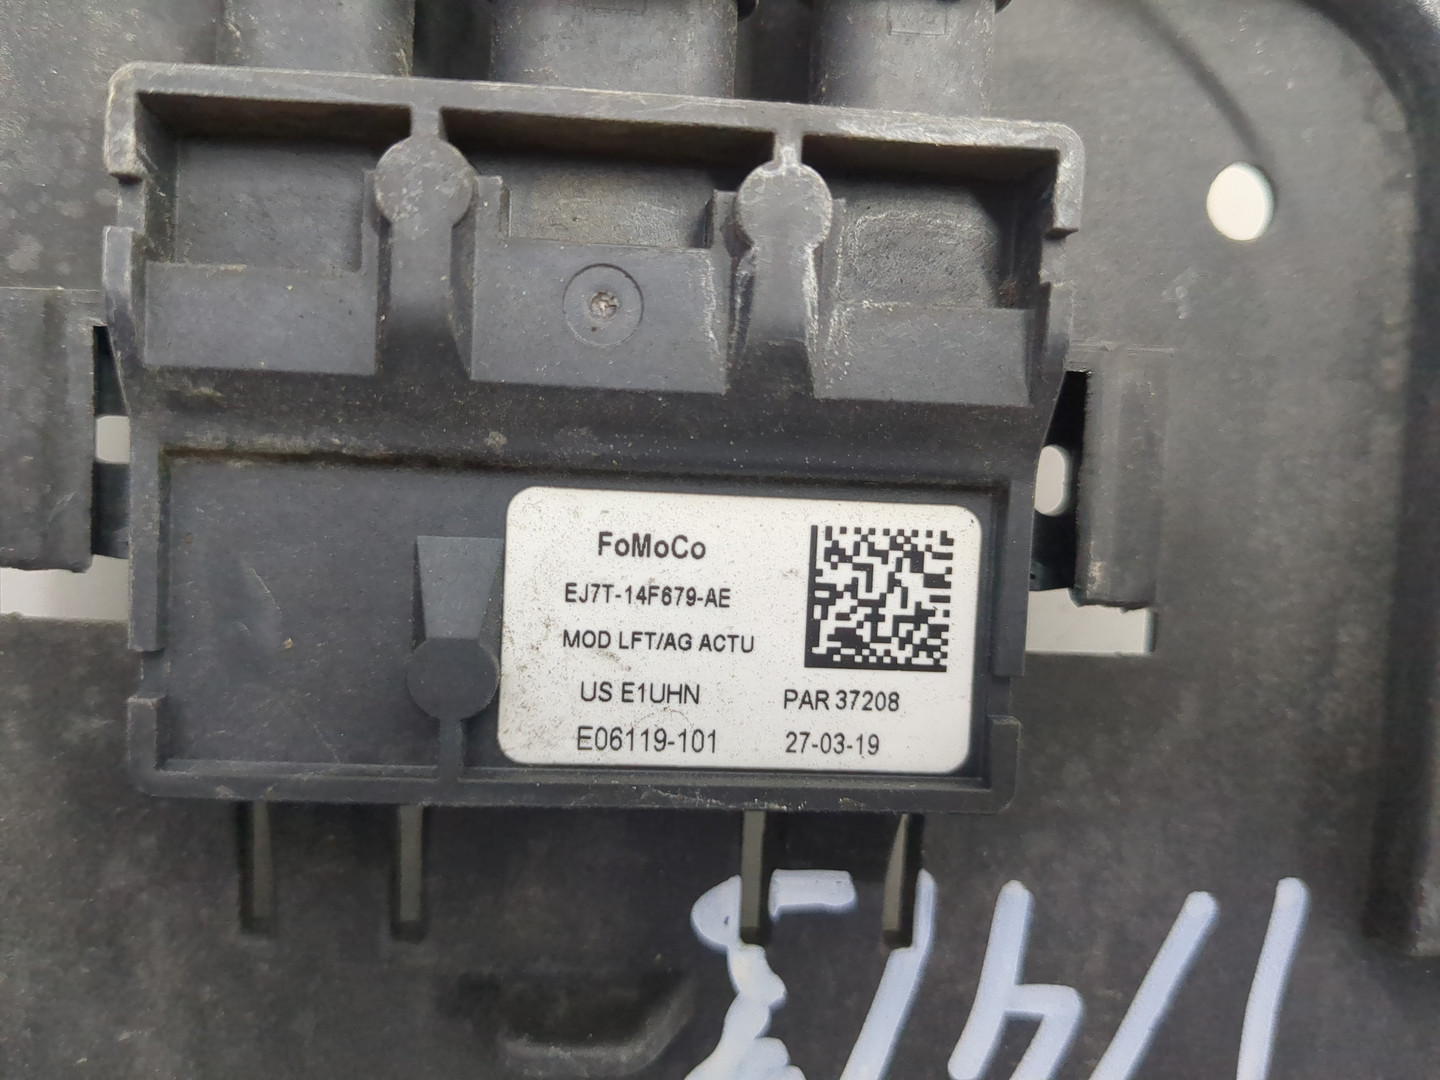 FoMoCo
EJ7T-14F679-AE
MOD LFT/AG ACTU
US E1UHN
PAR 37208
E06119-101
27-03-19